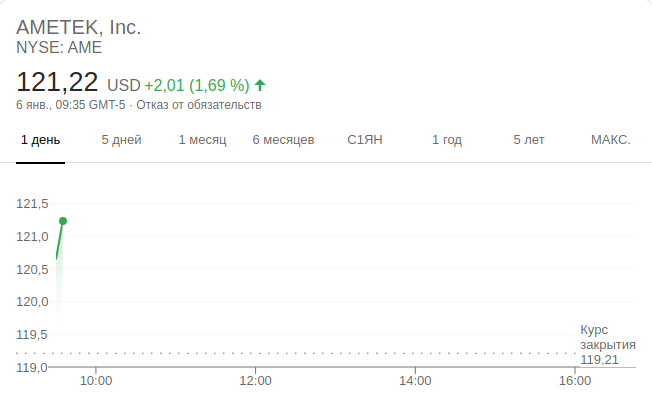 AMETEK, Inc.
NYSE: AME
121,22 USD +2,01 (1,69 %)
6 янв., 09:35 GMT-5 · Отказ от обязательств
1 день 5 дней 1 месяц 6 месяцев С1ЯН 1 год 5 лет МАКС.
121,5
121,0
120,5
120,0
119,5
119,0
Курс
закрытия
119,21
10:00 12:00 14:00 16:00